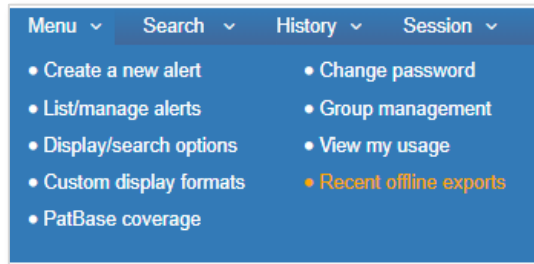 Menu Search History Session
• Create a new alert
• List/manage alerts
• Display/search options
• Custom display formats
• PatBase coverage
• Change password
• Group management
• View my usage
• Recent offline exports